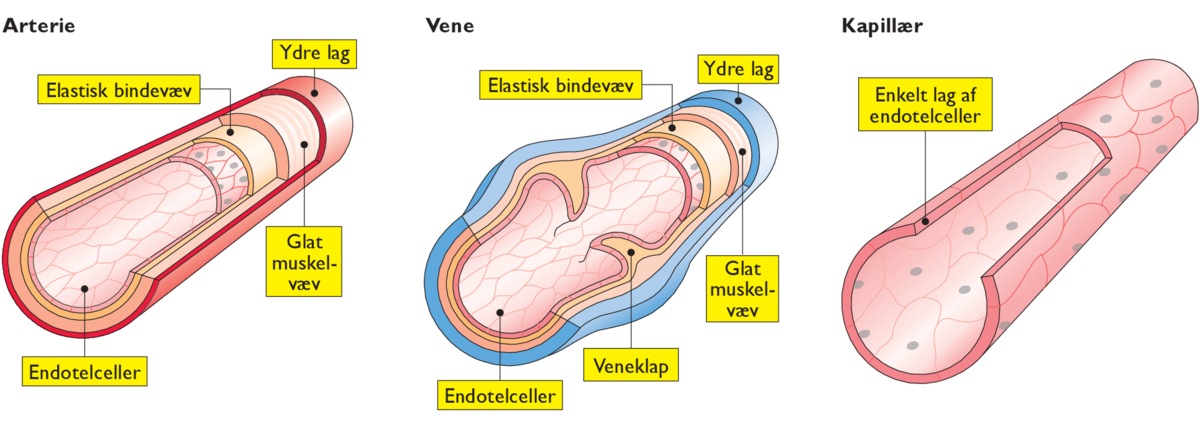 Arterie
Ydre lag
Elastisk bindevæv
Glat
muskel-
væv
Endotelceller
Vene
Ydre lag
Elastisk bindevæv
Glat
muskel-
væv
Veneklap
Endotelceller
Kapillær
Enkelt lag af
endotelceller